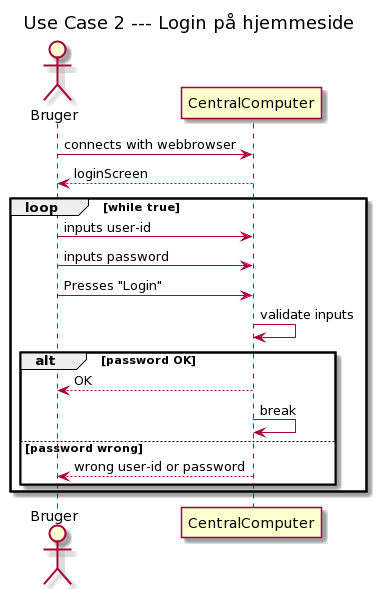 Use Case 2 --- Login på hjemmeside
Bruger
CentralComputer
connects with webbrowser
loginScreen
loop [while true]
inputs user-id
inputs password
Presses "Login"
validate inputs
alt [password OK]
OK
break
[password wrong]
wrong user-id or password
Bruger
CentralComputer